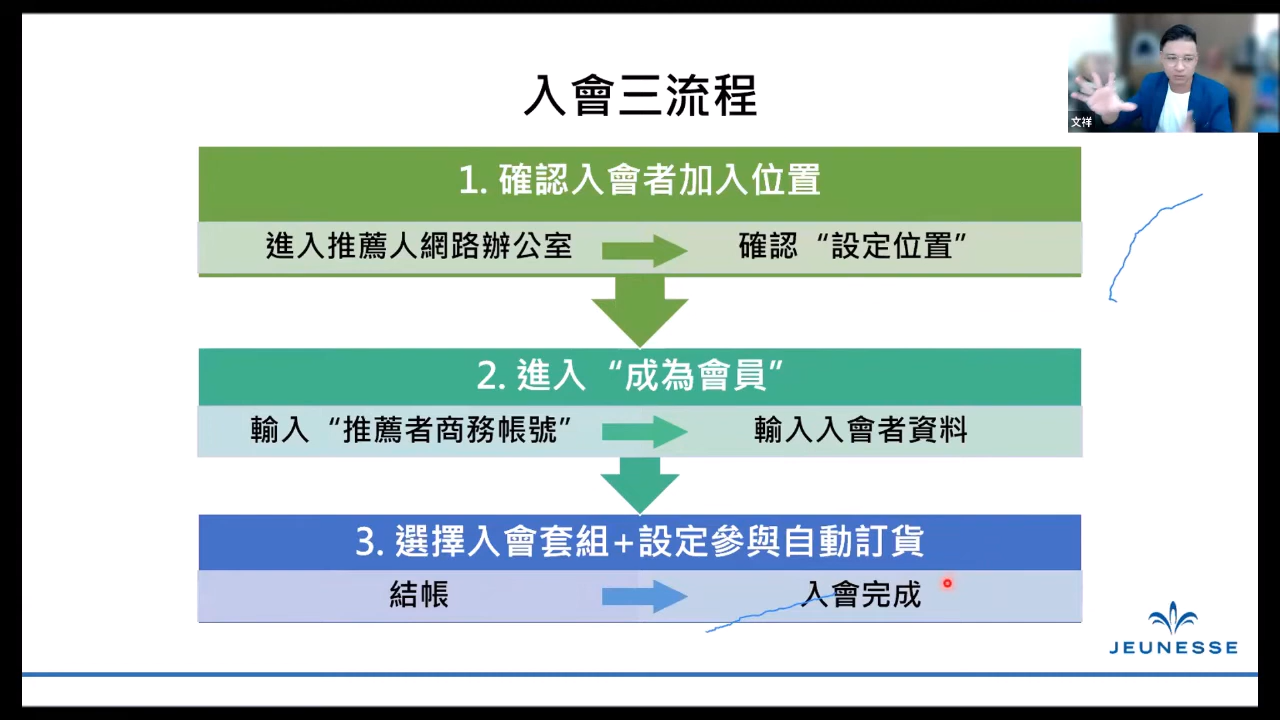 入會三流程
文祥
1. 確認入會者加入位置
進入推薦人網路辦公室
確認“設定位置”
2. 進入“成為會員”
輸入“推薦者商務帳號”
輸入入會者資料
3. 選擇入會套組+設定參與自動訂貨
結帳
入會完成
JEUNESSE